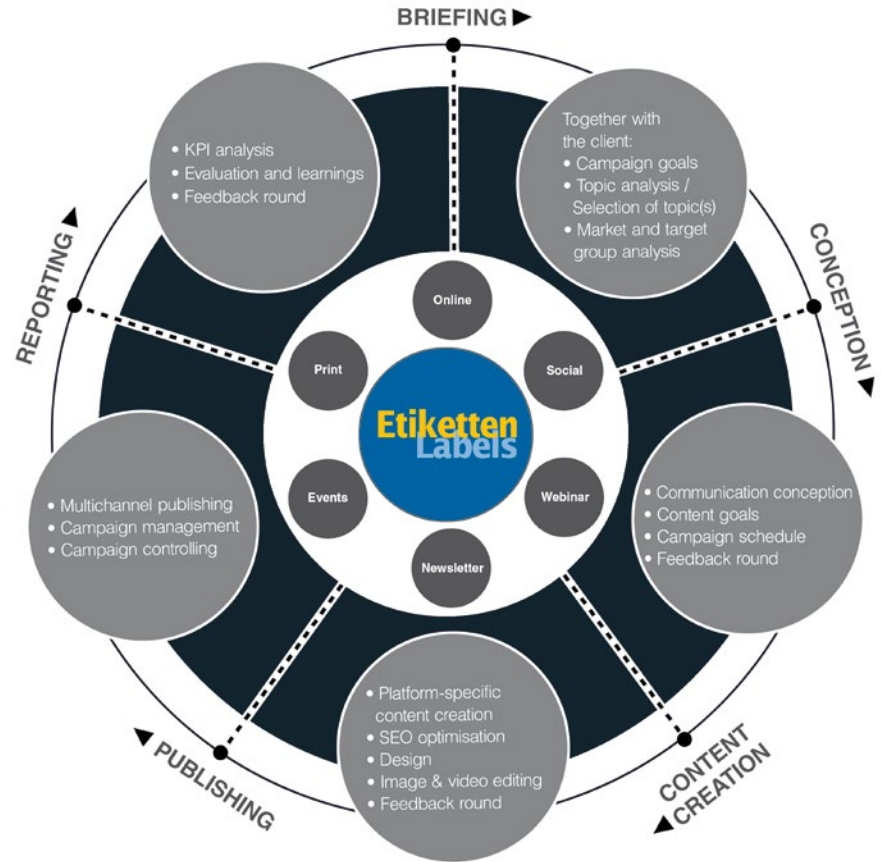 BRIEFING ►
Together with
the client:
• Campaign goals
• Topic analysis /
Selection of topic(s)
• Market and target
group analysis
CONCEPTION ►
• Communication conception
• Content goals
• Campaign schedule
• Feedback round
CONTENT
CREATION ►
• Platform-specific
content creation
• SEO optimisation
• Design
• Image & video editing
• Feedback round
PUBLISHING ►
• Multichannel publishing
• Campaign management
• Campaign controlling
REPORTING ►
• KPI analysis
• Evaluation and learnings
• Feedback round
Online
Social
Webinar
Newsletter
Events
Print
Etiketten
Labels